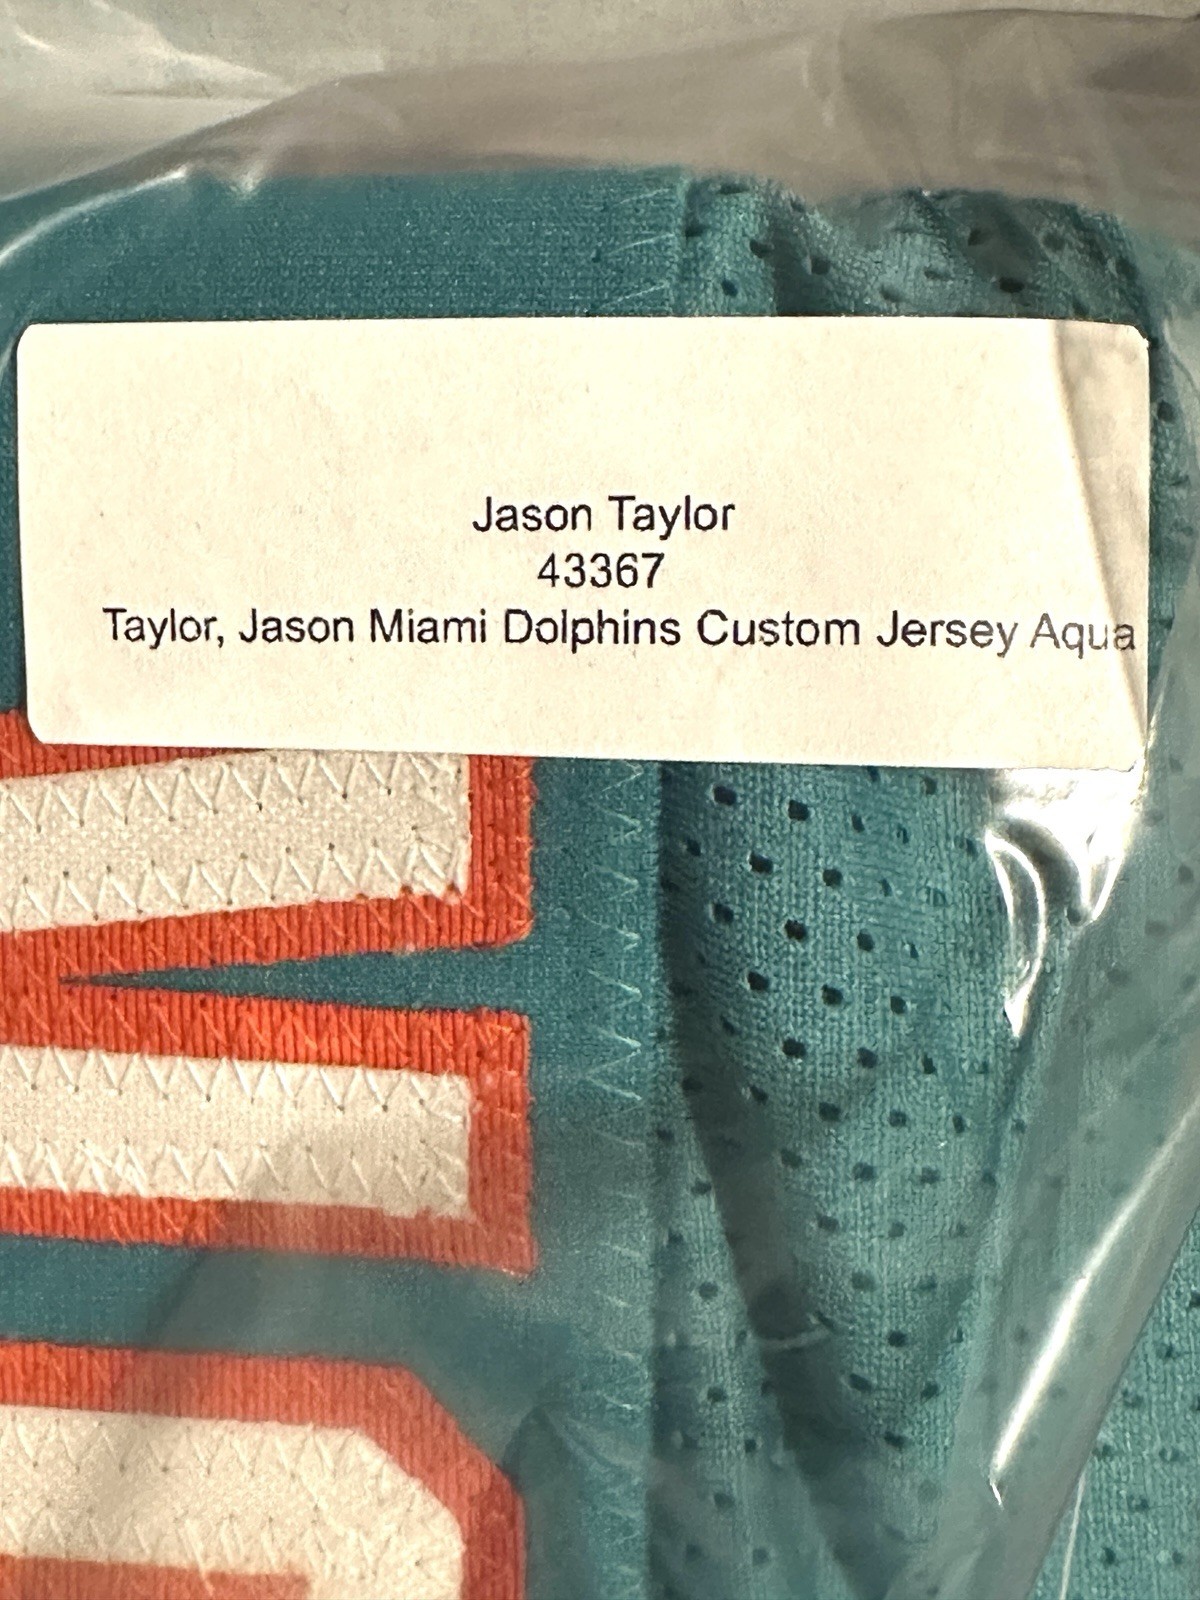 Jason Taylor
43367
Taylor, Jason Miami Dolphins Custom Jersey Aqua